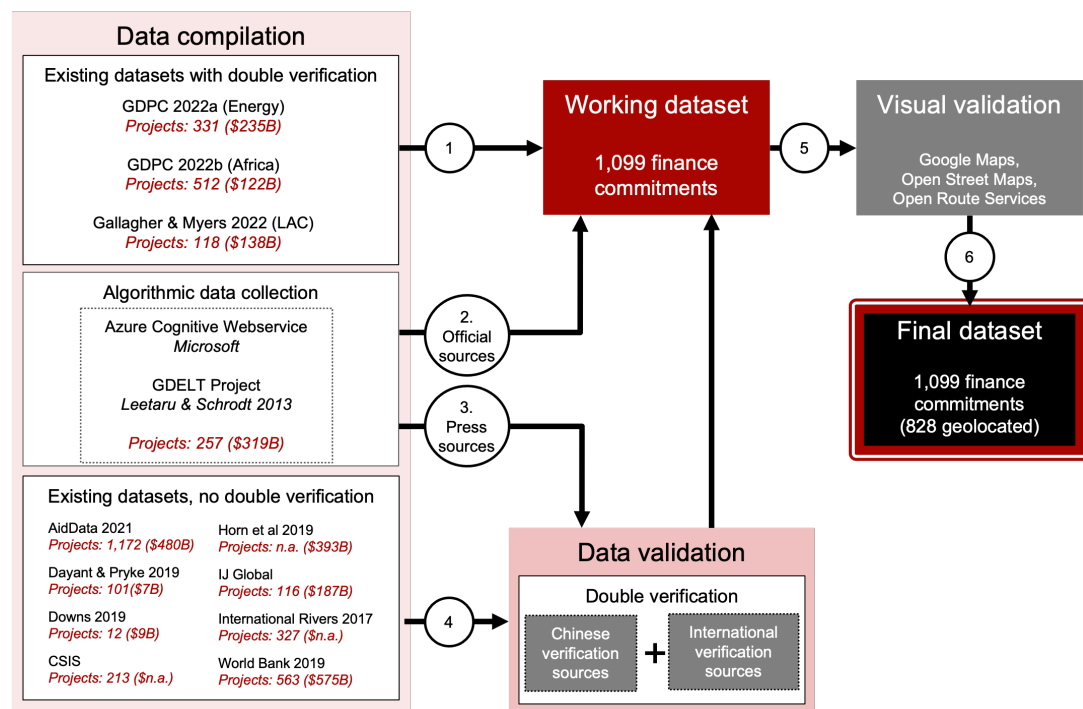 Data compilation
Existing datasets with double verification
GDPC 2022a (Energy)
Projects: 331 ($235B)
GDPC 2022b (Africa)
Projects: 512 ($122B)
Gallagher & Myers 2022 (LAC)
Projects: 118 ($138B)
Algorithmic data collection
Azure Cognitive Webservice
Microsoft
GDELT Project
Leetaru & Schrodt 2013
Projects: 257 ($319B)
Existing datasets, no double verification
AidData 2021
Projects: 1,172 ($480B)
Dayant & Pryke 2019
Projects: 101($7B)
Downs 2019
Projects: 12 ($9B)
CSIS
Projects: 213 ($n.a.)
Horn et al 2019
Projects: n.a. ($393B)
IJ Global
Projects: 116 ($187B)
International Rivers 2017
Projects: 327 ($n.a.)
World Bank 2019
Projects: 563 ($575B)
1
2.
Official
sources
3.
Press
sources
4
Working dataset
1,099 finance
commitments
Data validation
Double verification
Chinese
verification
sources
+
International
verification
sources
5
Visual validation
Google Maps,
Open Street Maps,
Open Route Services
6
Final dataset
1,099 finance
commitments
(828 geolocated)